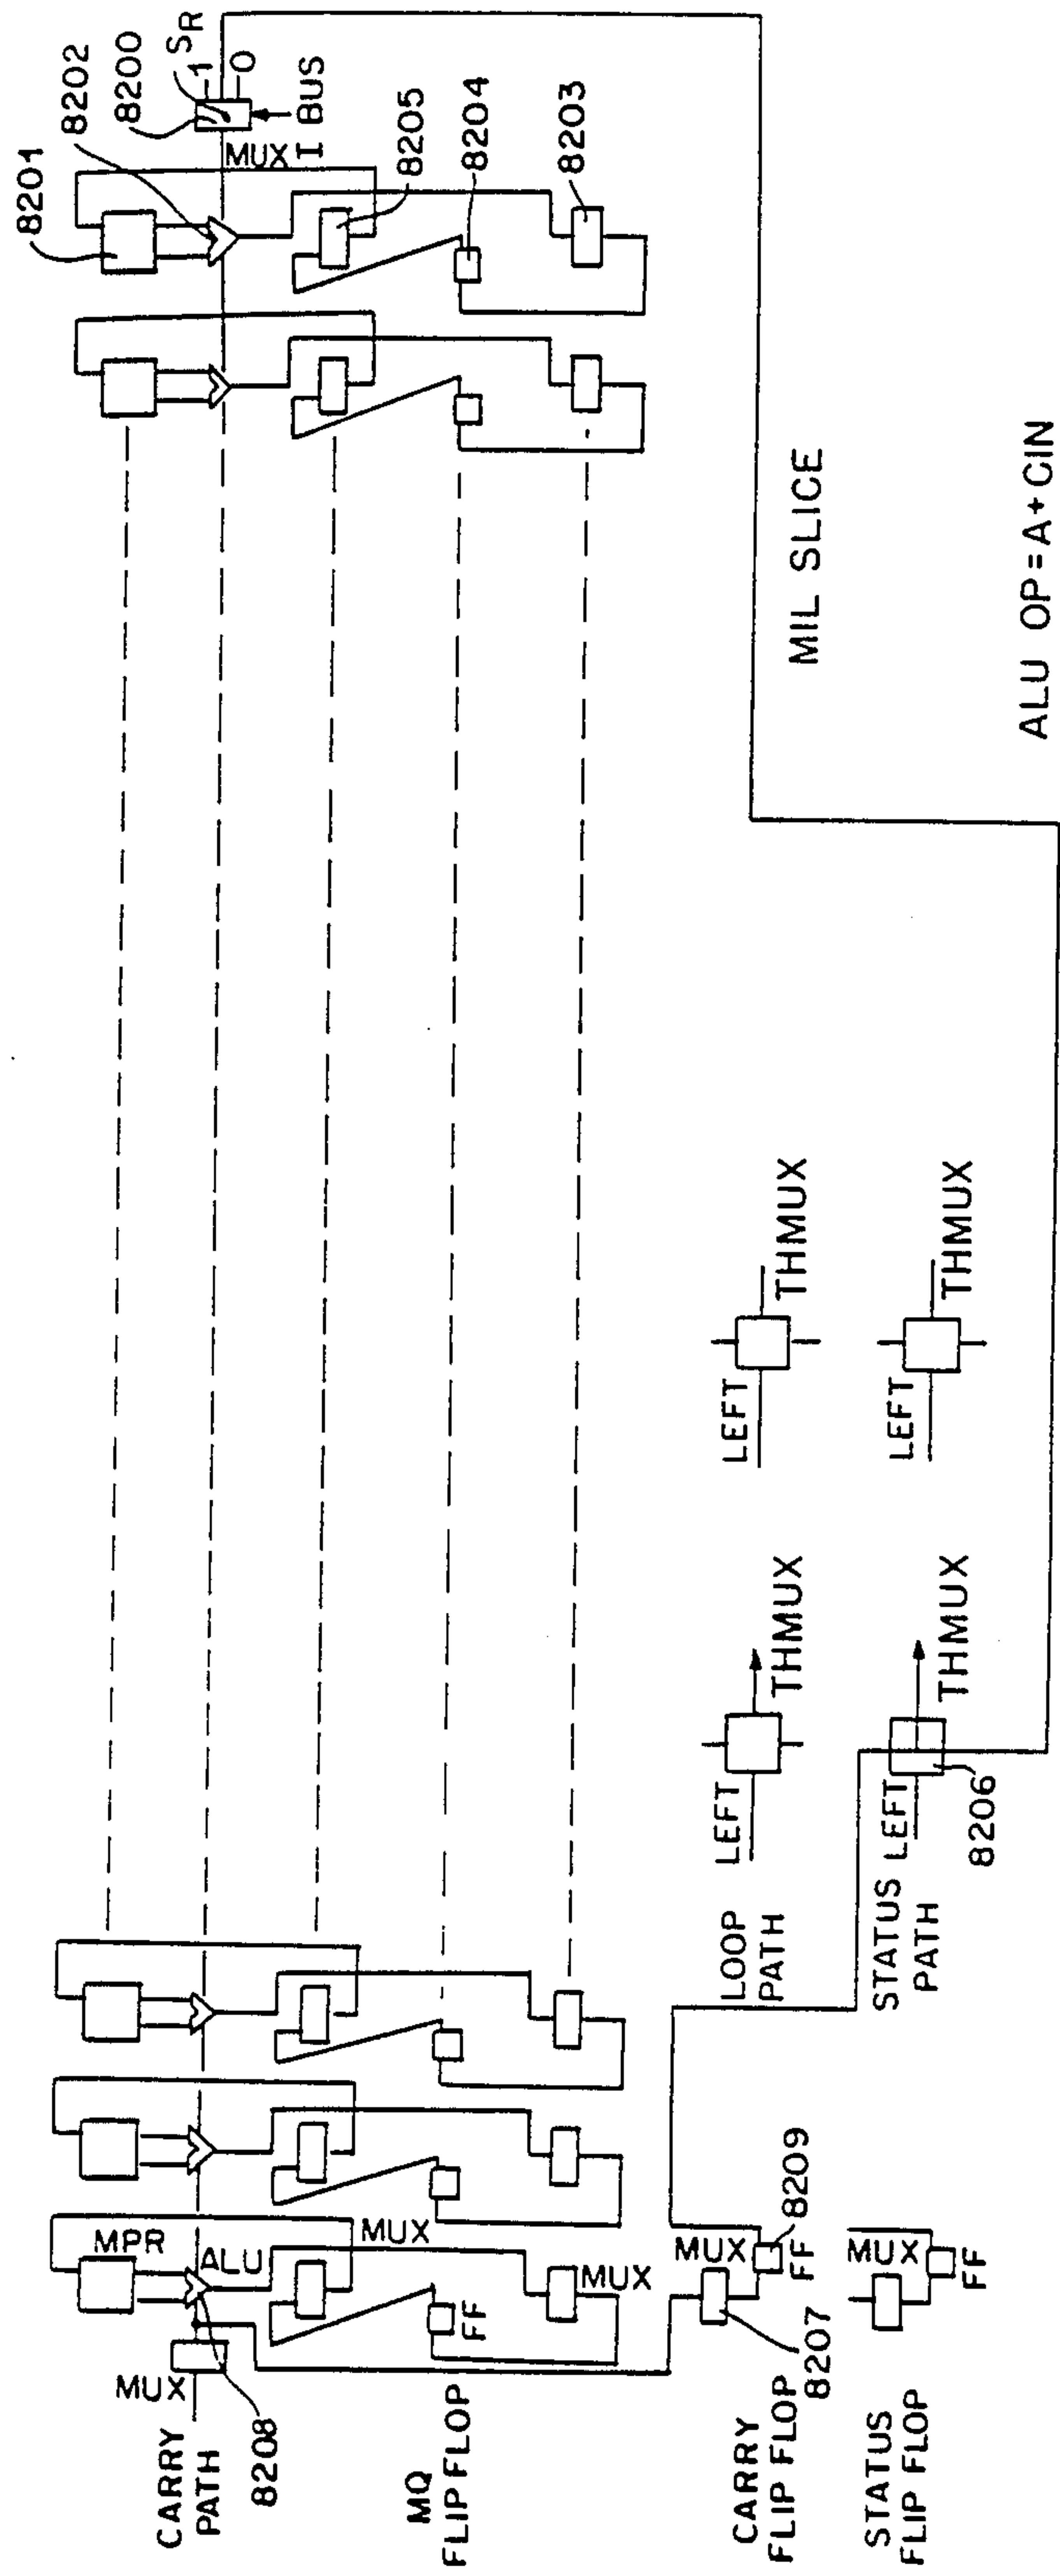 8201
8202
8200
SR
1
0
BUS
MUX I
8205
8204
8203
MIL SLICE
ALU OP = A + CIN
LEFT
THMUX
LEFT
THMUX
LEFT
THMUX
LEFT
THMUX
8206
LOOP
PATH
STATUS
PATH
MPR
ALU
MUX
MUX
FF
MUX
8209
FF
MUX
FF
8207
MUX
CARRY
PATH
8208
MQ
FLIP FLOP
CARRY
FLIP FLOP
STATUS
FLIP FLOP